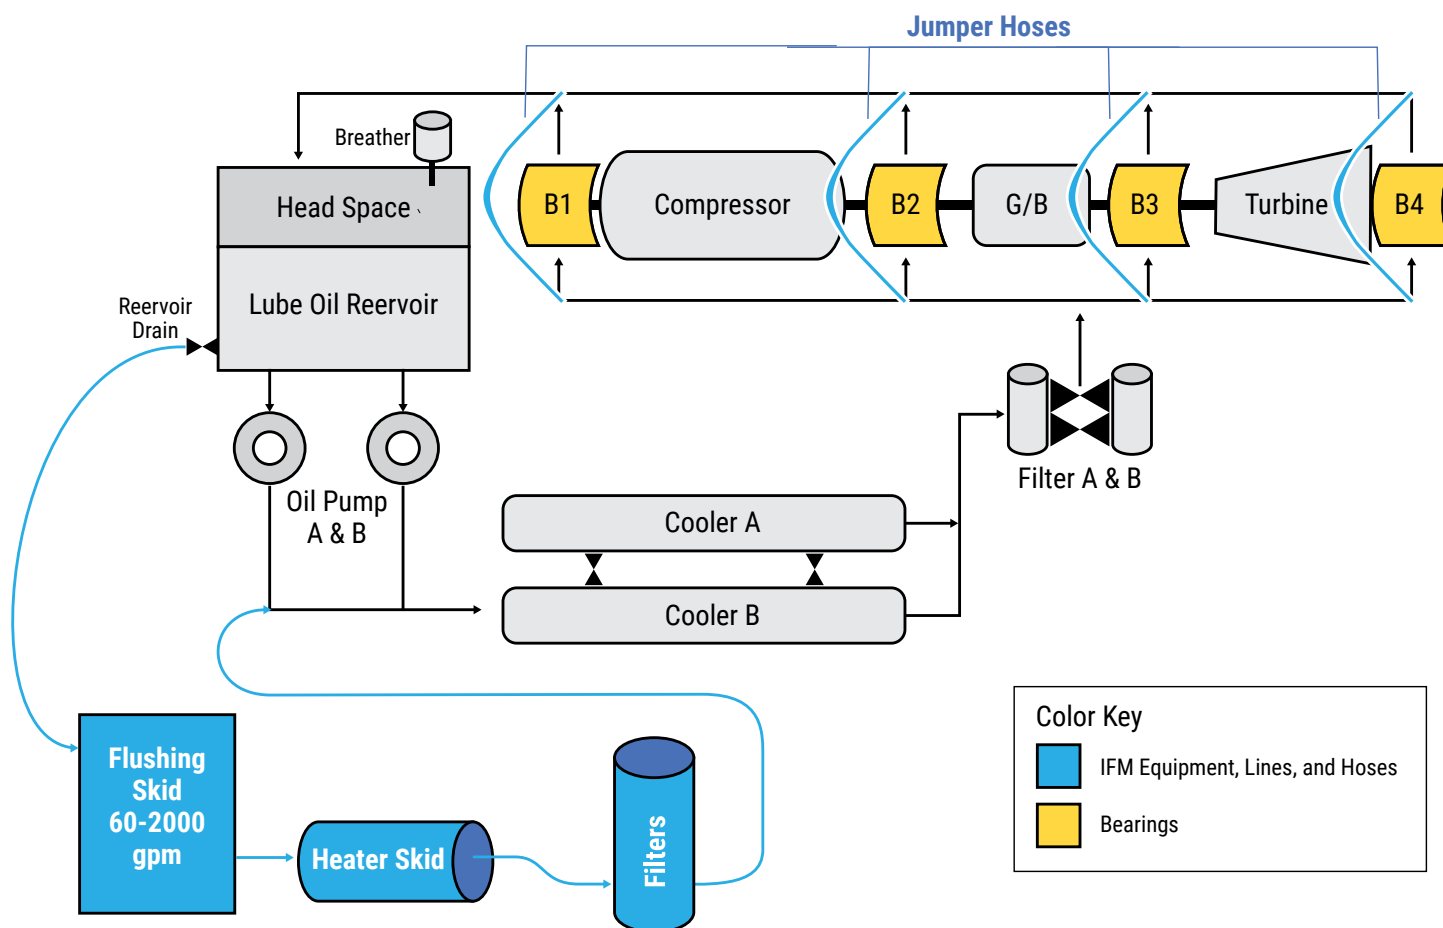 Jumper Hoses
Breather
Head Space
B1
Compressor
B2
G/B
B3
Turbine
B4
Lube Oil Reervoir
Reervoir
Drain
Oil Pump
A & B
Filter A & B
Cooler A
Cooler B
Flushing
Skid
60-2000
gpm
Heater Skid
Filters
Color Key
IFM Equipment, Lines, and Hoses
Bearings